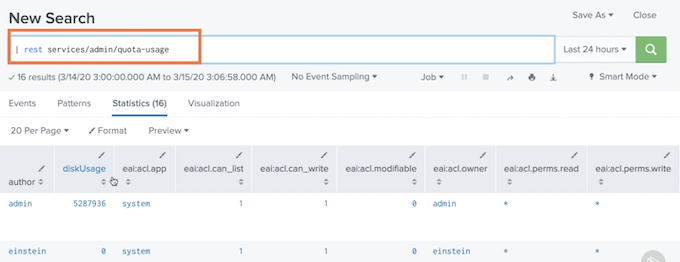 New Search
Save As ▾ Close
| rest services/admin/quota-usage
Last 24 hours ▾
✓ 16 results (3/14/20 3:00:00.000 AM to 3/15/20 3:06:58.000 AM)
No Event Sampling ▾
Job ▾
Smart Mode ▾
Events Patterns Statistics (16) Visualization
20 Per Page ▾ Format Preview ▾
author diskUsage eai:acl.app eai:acl.can_list eai:acl.can_write eai:acl.modifiable eai:acl.owner eai:acl.perms.read eai:acl.perms.write
admin 5287936 system 1 1 0 admin * *
einstein 0 system 1 1 0 einstein * *